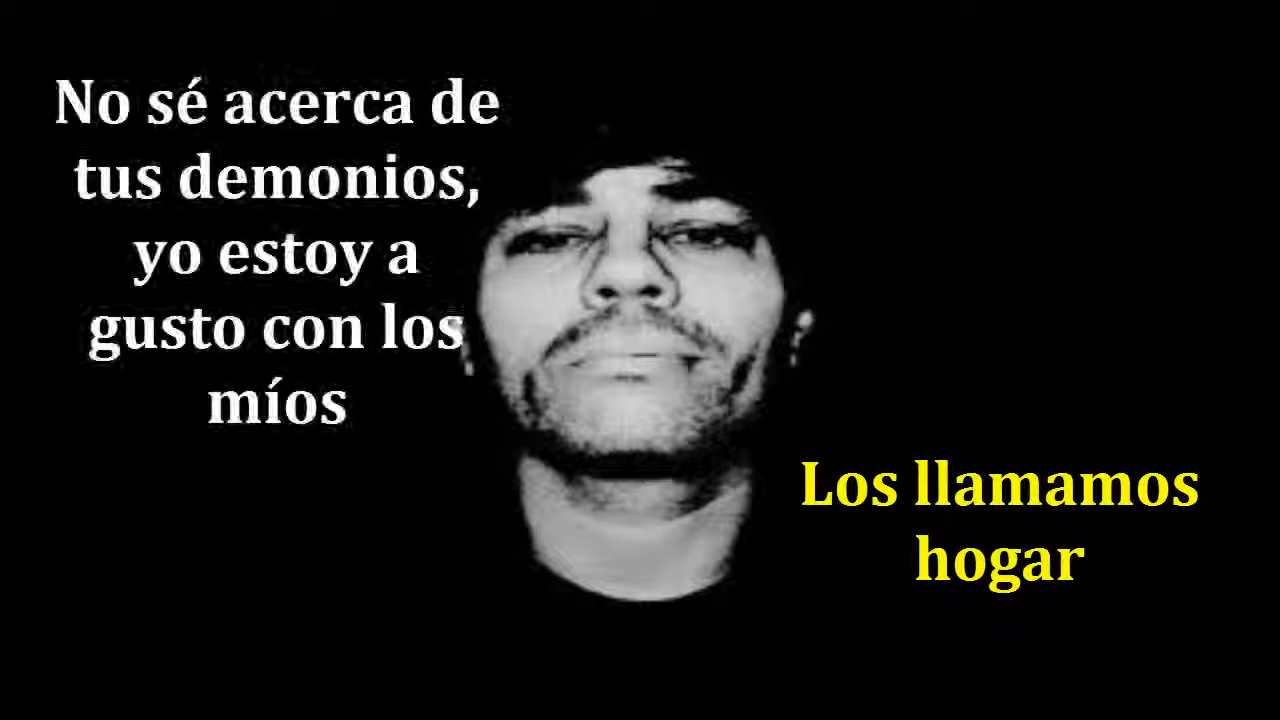 No sé acerca de
tus demonios,
yo estoy a
gusto con los
míos
Los llamamos
hogar